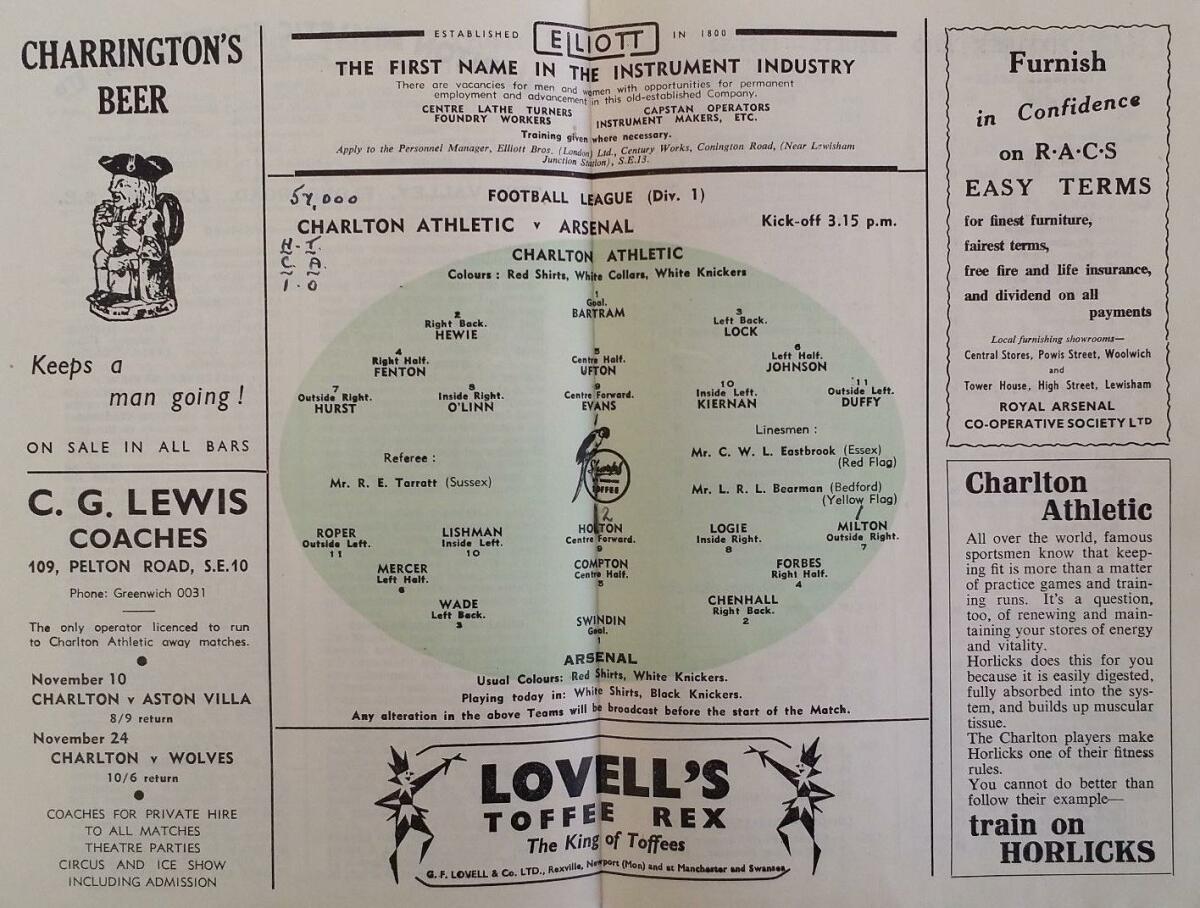 CHARRINGTON'S
BEER
Keeps a
man going!
ON SALE IN ALL BARS
C. G. LEWIS
COACHES
109, PELTON ROAD, S.E.10
Phone: Greenwich 0031
The only operator licenced to run
to Charlton Athletic away matches.
November 10
CHARLTON v ASTON VILLA
8/9 return
November 24
CHARLTON v WOLVES
10/6 return
COACHES FOR PRIVATE HIRE
TO ALL MATCHES
THEATRE PARTIES
CIRCUS AND ICE SHOW
INCLUDING ADMISSION
ESTABLISHED ELLIOTT IN 1800
THE FIRST NAME IN THE INSTRUMENT INDUSTRY
There are vacancies for men and women with opportunities for permanent
employment and advancement in this old-established Company.
CENTRE LATHE TURNERS CAPSTAN OPERATORS
FOUNDRY WORKERS INSTRUMENT MAKERS, ETC.
Training given where necessary.
Apply to the Personnel Manager, Elliott Bros. (London) Ltd., Century Works, Conington Road, (Near Lewisham
Junction Station), S.E.13.
FOOTBALL LEAGUE (Div. 1)
CHARLTON ATHLETIC v ARSENAL Kick-off 3.15 p.m.
H.T.
C. A.
1.0
CHARLTON ATHLETIC
Colours : Red Shirts, White Collars, White Knickers
1
Goal.
BARTRAM
2 3
Right Back. Left Back.
HEWIE LOCK
4 5 6
Right Half. Centre Half. Left Half.
FENTON UFTON JOHNSON
7 8 9 10 11
Outside Right. Inside Right. Centre Forward. Inside Left. Outside Left.
HURST O'LINN EVANS KIERNAN DUFFY
1
Linesmen :
Referee : Mr. C. W. L. Eastbrook (Essex)
(Red Flag)
Mr. R. E. Tarratt (Sussex) Mr. L. R. L. Bearman (Bedford)
(Yellow Flag)
TOFFEE
2 1
ROPER LISHMAN HOLTON LOGIE MILTON
Outside Left. Inside Left. Centre Forward. Inside Right. Outside Right.
11 10 9 8 7
MERCER COMPTON FORBES
Left Half. Centre Half. Right Half.
6 5 4
WADE CHENHALL
Left Back. Right Back.
3 2
SWINDIN
Goal.
1
ARSENAL
Usual Colours: Red Shirts, White Knickers.
Playing today in: White Shirts, Black Knickers.
Any alteration in the above Teams will be broadcast before the start of the Match.
LOVELL'S
TOFFEE REX
The King of Toffees
G. F. LOVELL & Co. LTD., Rexville, Newport (Mon) and at Manchester and Swansea.
Furnish
in Confidence
on R·A·C·S
EASY TERMS
for finest furniture,
fairest terms,
free fire and life insurance,
and dividend on all
payments
Local furnishing showrooms—
Central Stores, Powis Street, Woolwich
and
Tower House, High Street, Lewisham
ROYAL ARSENAL
CO-OPERATIVE SOCIETY LTD
Charlton
Athletic
All over the world, famous
sportsmen know that keep-
ing fit is more than a matter
of practice games and train-
ing runs. It's a question,
too, of renewing and main-
taining your stores of energy
and vitality.
Horlicks does this for you
because it is easily digested,
fully absorbed into the sys-
tem, and builds up muscular
tissue.
The Charlton players make
Horlicks one of their fitness
rules.
You cannot do better than
follow their example—
train on
HORLICKS